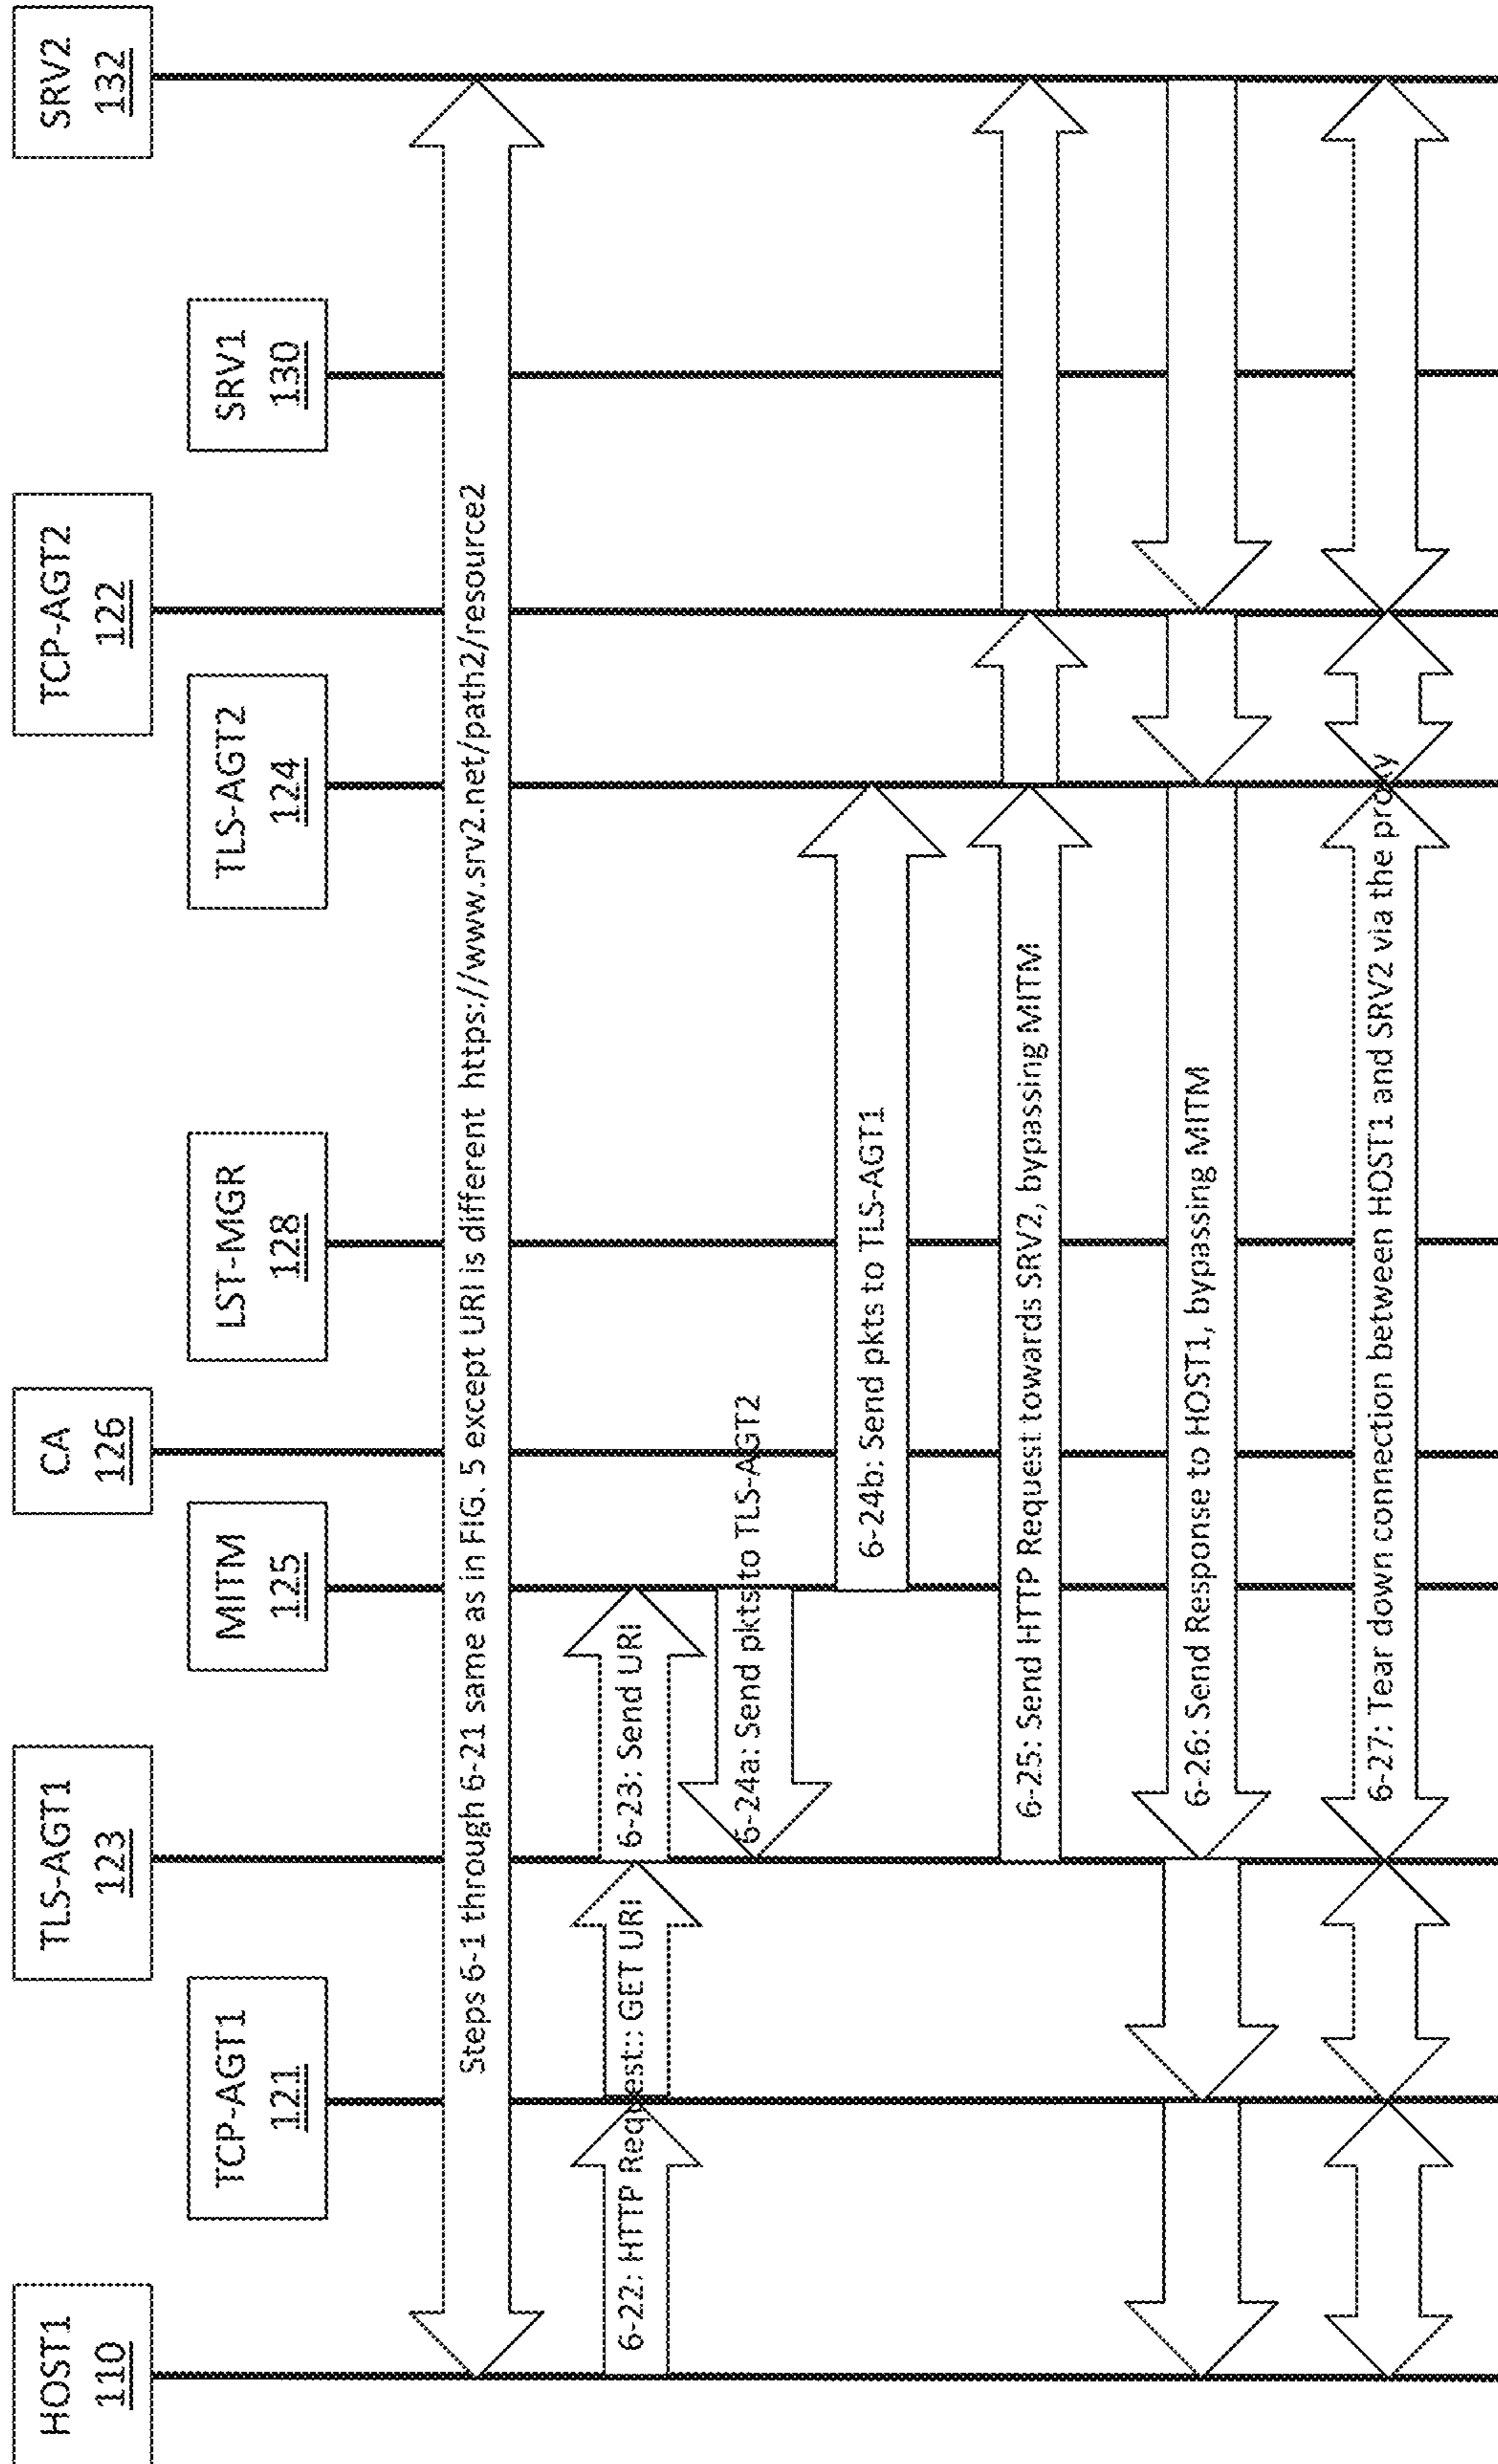 HOST1
110
TCP-AGT1
121
TLS-AGT1
123
MITM
125
CA
126
LST-MGR
128
TLS-AGT2
124
TCP-AGT2
122
SRV1
130
SRV2
132
Steps 6-1 through 6-21 same as in FIG. 5 except URI is different https://www.srv2.net/path2/resource2
6-22: HTTP Request:: GET URI
6-23: Send URI
6-24a: Send pkts to TLS-AGT2
6-24b: Send pkts to TLS-AGT1
6-25: Send HTTP Request towards SRV2, bypassing MITM
6-26: Send Response to HOST1, bypassing MITM
6-27: Tear down connection between HOST1 and SRV2 via the proxy